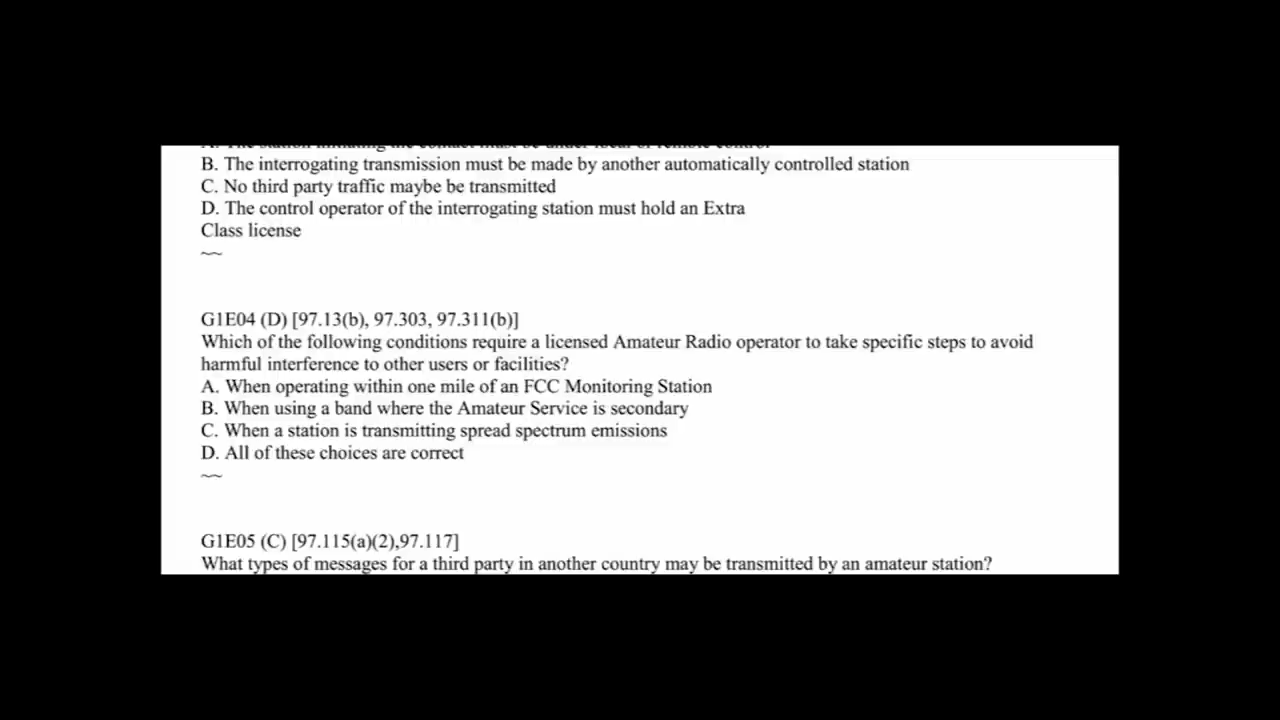 B. The interrogating transmission must be made by another automatically controlled station
C. No third party traffic maybe be transmitted
D. The control operator of the interrogating station must hold an Extra
Class license
~~
G1E04 (D) [97.13(b), 97.303, 97.311(b)]
Which of the following conditions require a licensed Amateur Radio operator to take specific steps to avoid
harmful interference to other users or facilities?
A. When operating within one mile of an FCC Monitoring Station
B. When using a band where the Amateur Service is secondary
C. When a station is transmitting spread spectrum emissions
D. All of these choices are correct
~~
G1E05 (C) [97.115(a)(2),97.117]
What types of messages for a third party in another country may be transmitted by an amateur station?